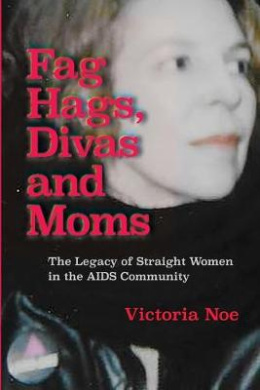 Fag
Hags,
Divas
and
Moms
The Legacy of Straight Women
in the AIDS Community
Victoria Noe